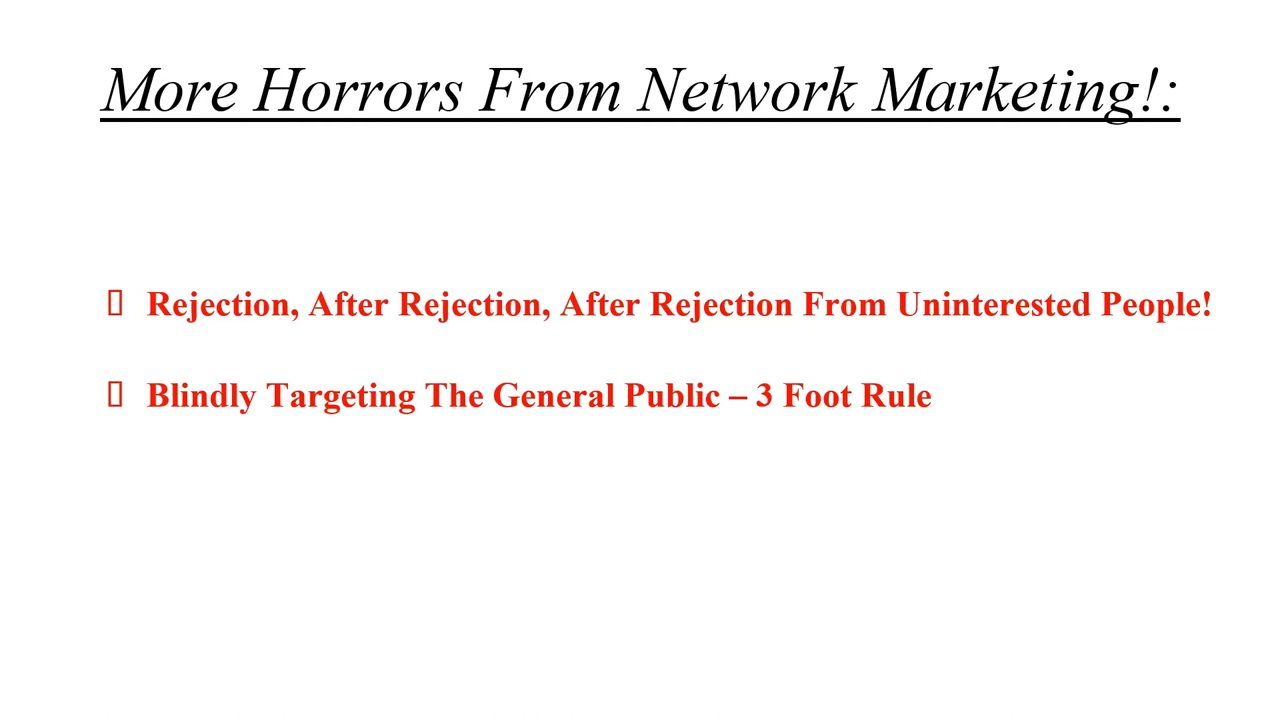 More Horrors From Network Marketing!:
Rejection, After Rejection, After Rejection From Uninterested People!
Blindly Targeting The General Public – 3 Foot Rule